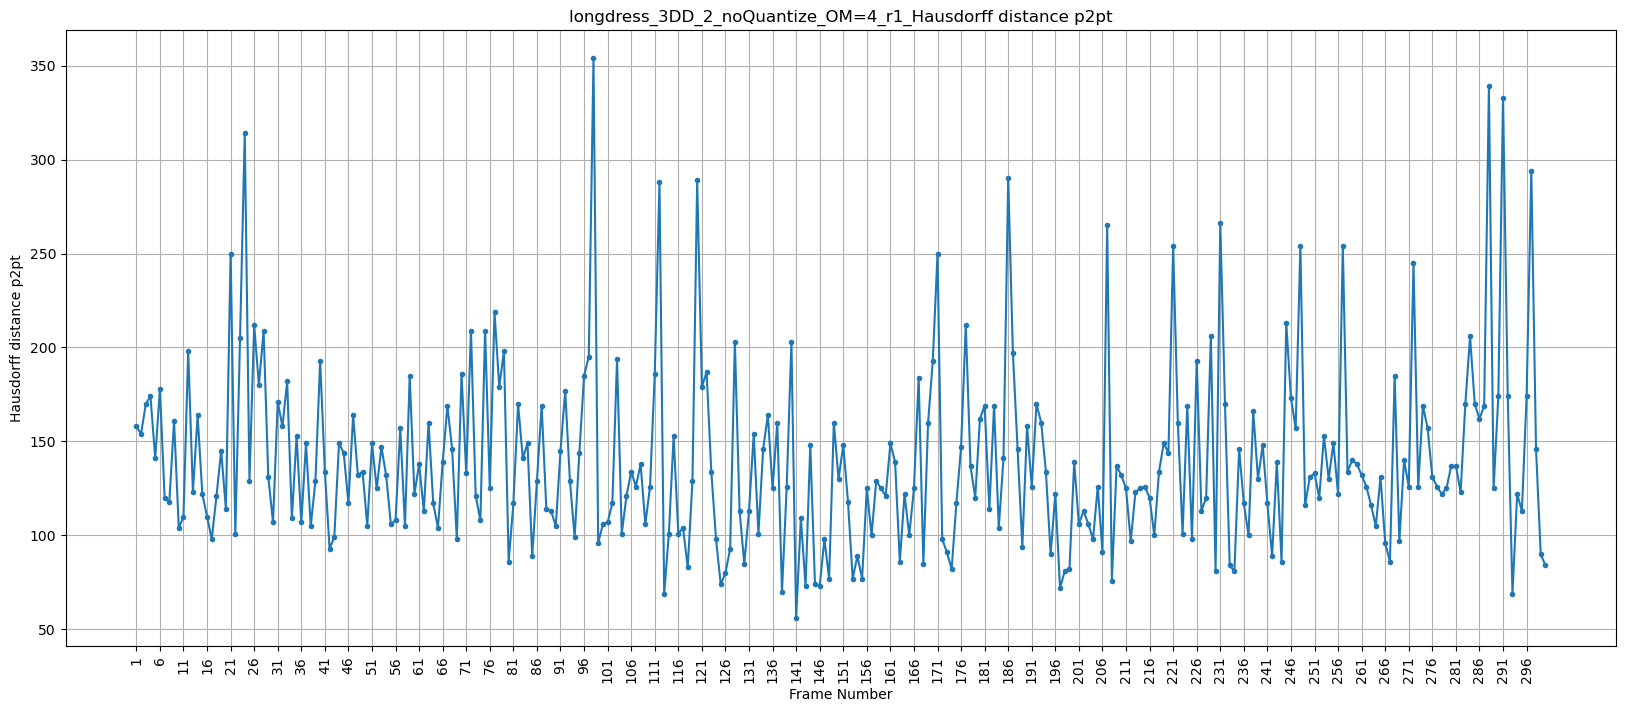 longdress_3DD_2_noQuantize_OM=4_r1_Hausdorff distance p2pt
Hausdorff distance p2pt
350
300
250
200
150
100
50
1 6 11 16 21 26 31 36 41 46 51 56 61 66 71 76 81 86 91 96 101 106 111 116 121 126 131 136 141 146 151 156 161 166 171 176 181 186 191 196 201 206 211 216 221 226 231 236 241 246 251 256 261 266 271 276 281 286 291 296
Frame Number